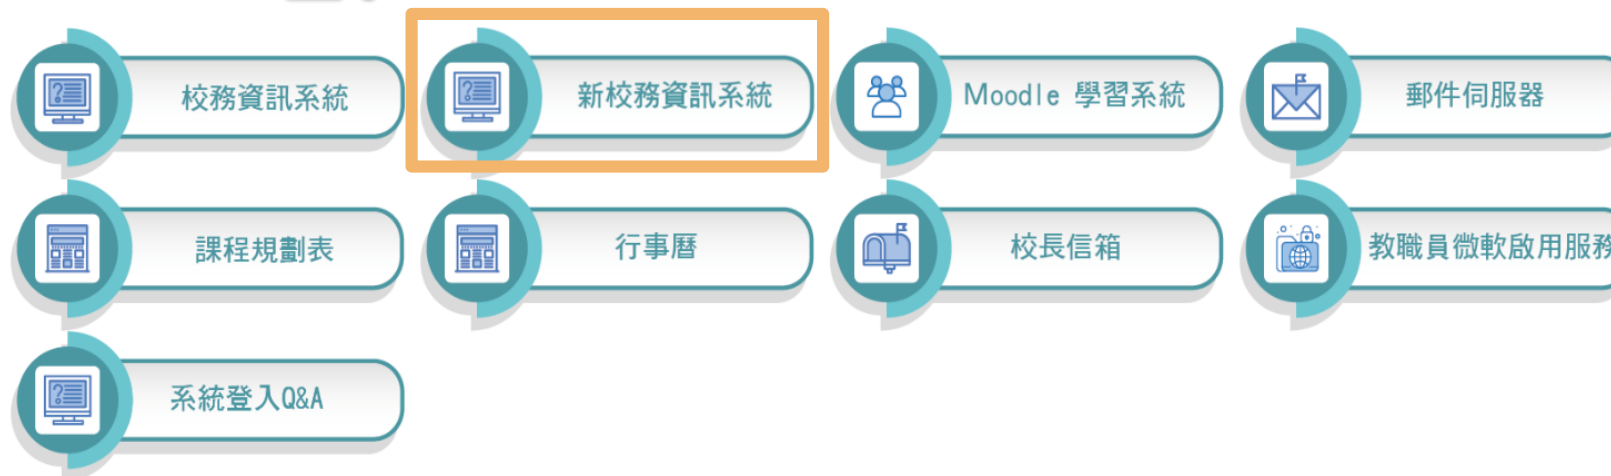 校務資訊系統
新校務資訊系統
Moodle 學習系統
郵件伺服器
課程規劃表
行事曆
校長信箱
教職員微軟啟用服務
系統登入Q&A